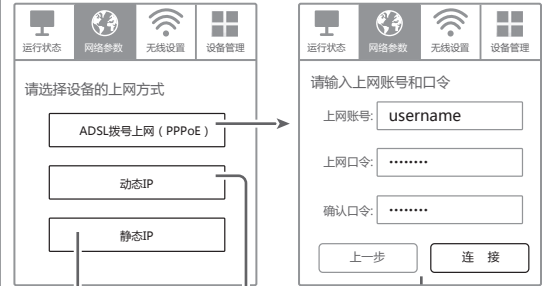 运行状态
网络参数
无线设置
设备管理
请选择设备的上网方式
ADSL拨号上网（PPPoE）
动态IP
静态IP
运行状态
网络参数
无线设置
设备管理
请输入上网账号和口令
上网账号: username
上网口令: ••••••••
确认口令: ••••••••
上一步
连 接